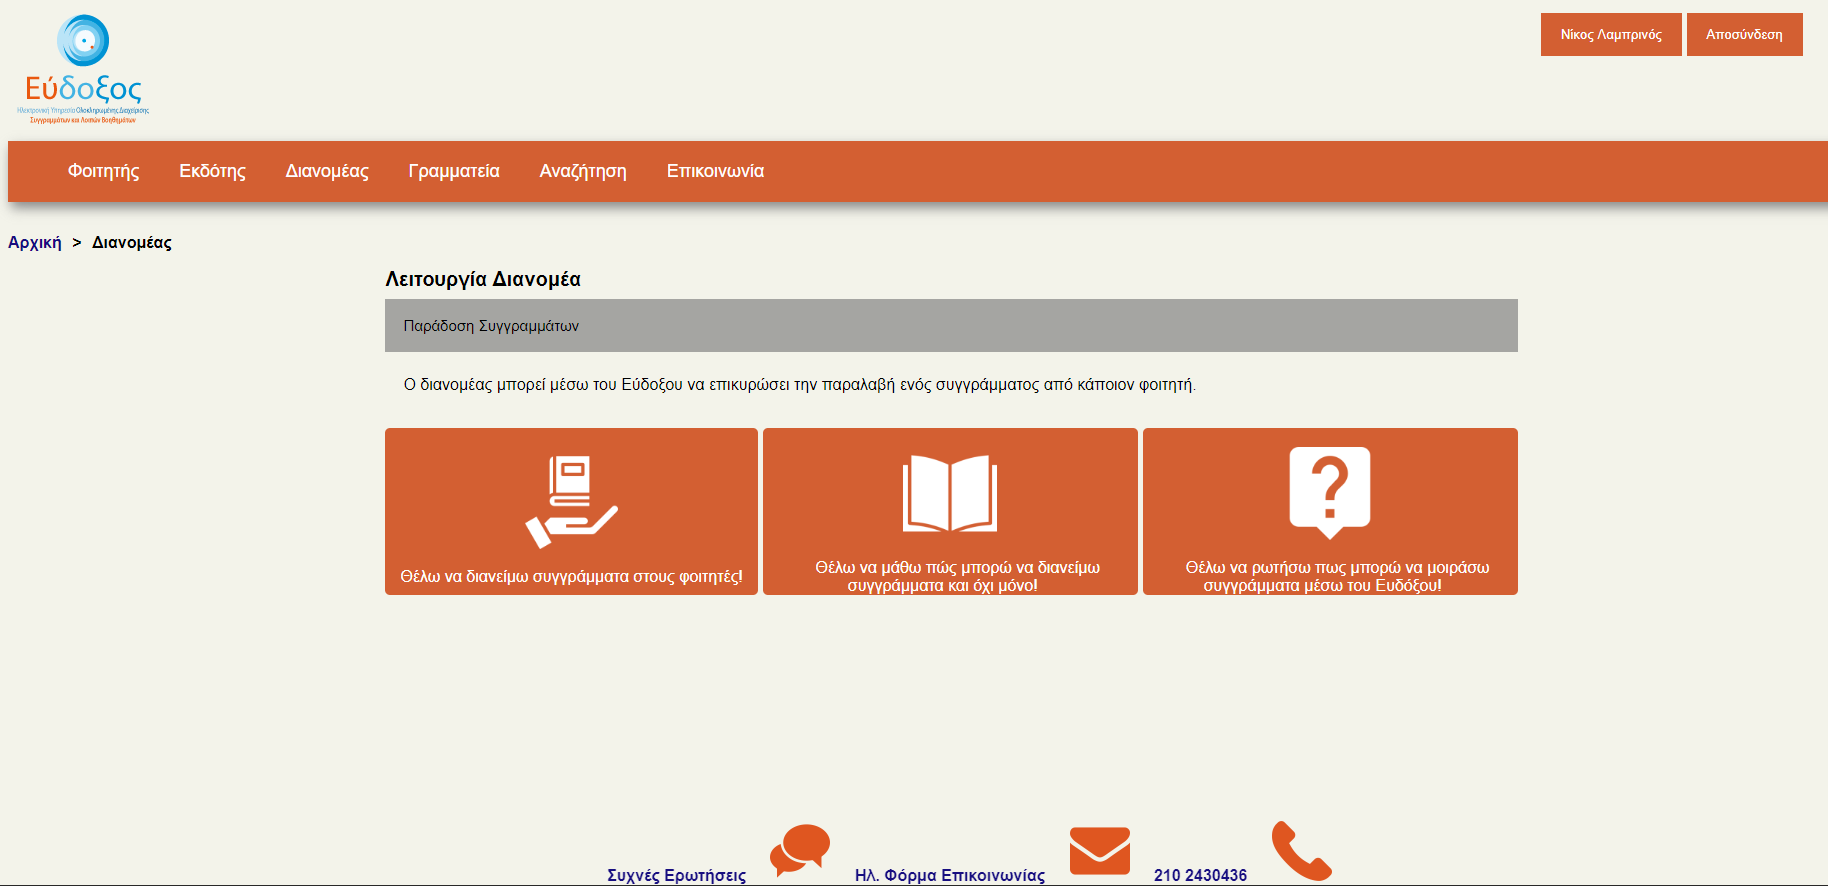 Νίκος Λαμπρινός
Αποσύνδεση
Εύδοξος
Ηλεκτρονική Υπηρεσία Ολοκληρωμένης Διαχείρισης
Συγγραμμάτων και Λοιπών Βοηθημάτων
Φοιτητής Εκδότης Διανομέας Γραμματεία Αναζήτηση Επικοινωνία
Αρχική > Διανομέας
Λειτουργία Διανομέα
Παράδοση Συγγραμμάτων
Ο διανομέας μπορεί μέσω του Εύδοξου να επικυρώσει την παραλαβή ενός συγγράμματος από κάποιον φοιτητή.
Θέλω να διανείμω συγγράμματα στους φοιτητές!
Θέλω να μάθω πώς μπορώ να διανείμω
συγγράμματα και όχι μόνο!
Θέλω να ρωτήσω πως μπορώ να μοιράσω
συγγράμματα μέσω του Ευδόξου!
Συχνές Ερωτήσεις
Ηλ. Φόρμα Επικοινωνίας
210 2430436